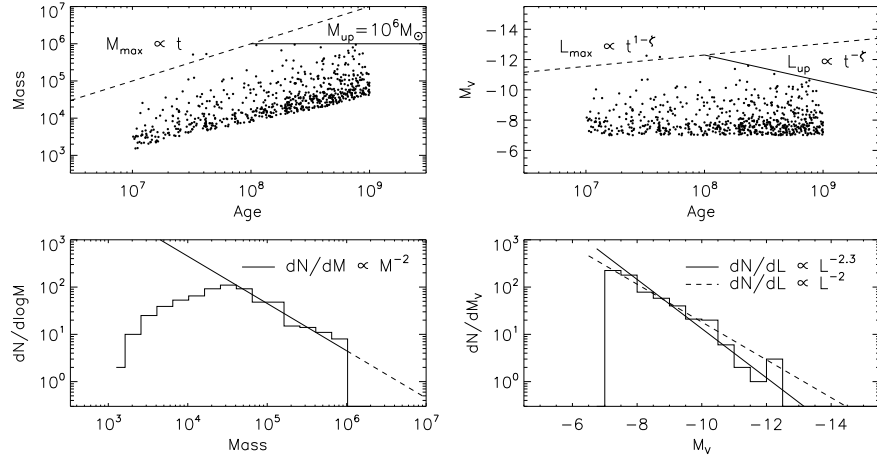 M_max ∝ t
M_up=10^6M_⊙
10^6
10^5
10^4
10^3
Mass
10^7
10^8
10^9
Age
L_max ∝ t^1-ζ
L_up ∝ t^-ζ
-16
-14
-12
-10
-8
-6
M_v
10^7
10^8
10^9
Age
dN/dM ∝ M^-2
10^3
10^2
10^1
10^0
dN/dlogM
10^3
10^4
10^5
10^6
10^7
Mass
dN/dL ∝ L^-2.3
dN/dL ∝ L^-2
10^3
10^2
10^1
10^0
dN/dM_v
-6
-8
-10
-12
-14
M_v